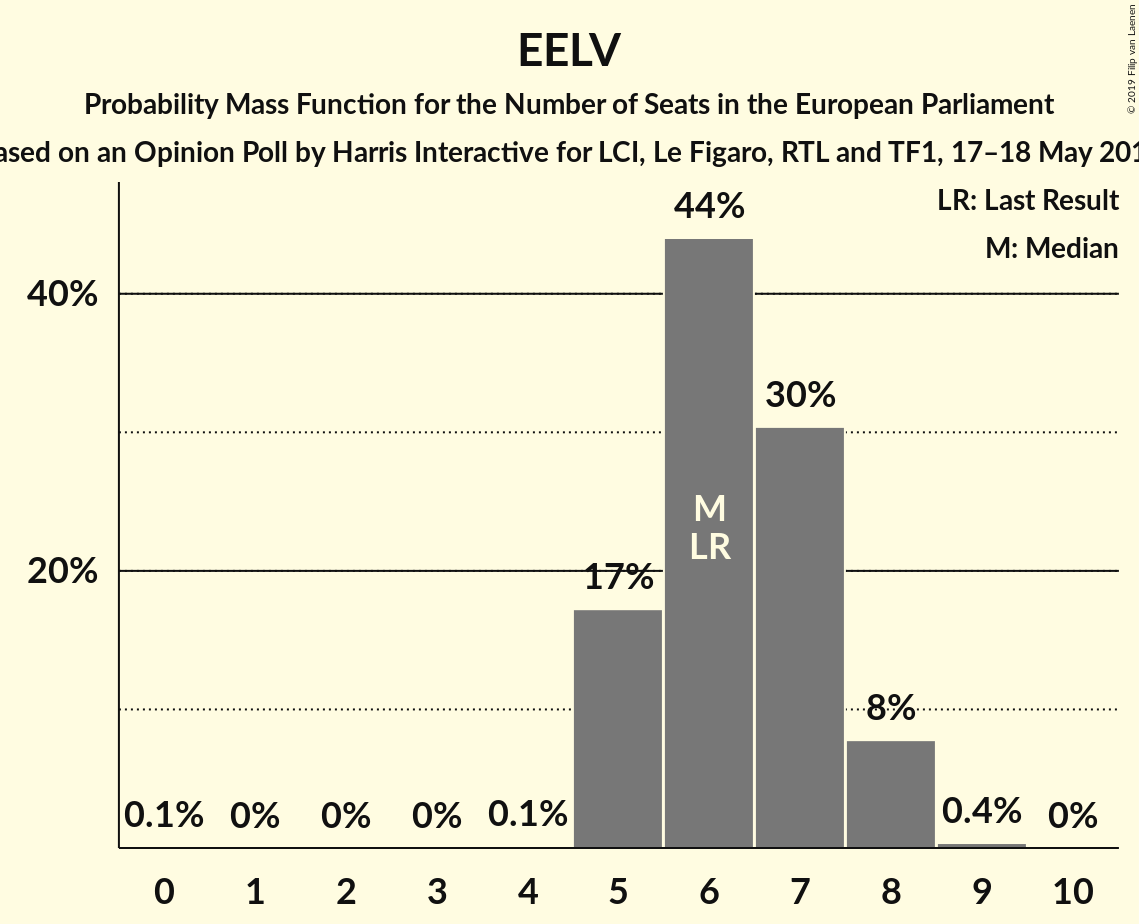 EELV
Probability Mass Function for the Number of Seats in the European Parliament
ased on an Opinion Poll by Harris Interactive for LCI, Le Figaro, RTL and TF1, 17–18 May 201
© 2019 Filip van Laenen
LR: Last Result
M: Median
40%
20%
0.1% 0% 0% 0% 0.1% 17% 44% 30% 8% 0.4% 0%
M
LR
0 1 2 3 4 5 6 7 8 9 10